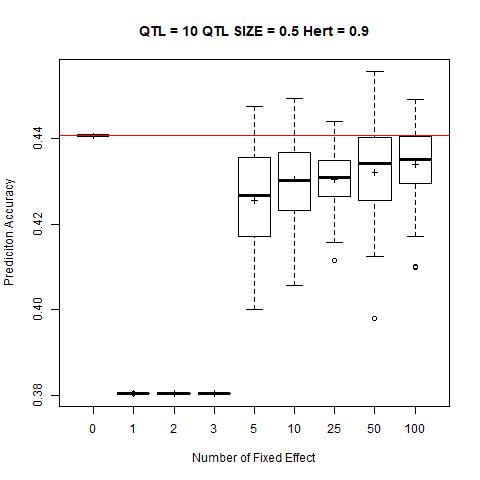 QTL = 10 QTL SIZE = 0.5 Hert = 0.9
Prediciton Accuracy
0.44
0.42
0.40
0.38
0 1 2 3 5 10 25 50 100
Number of Fixed Effect